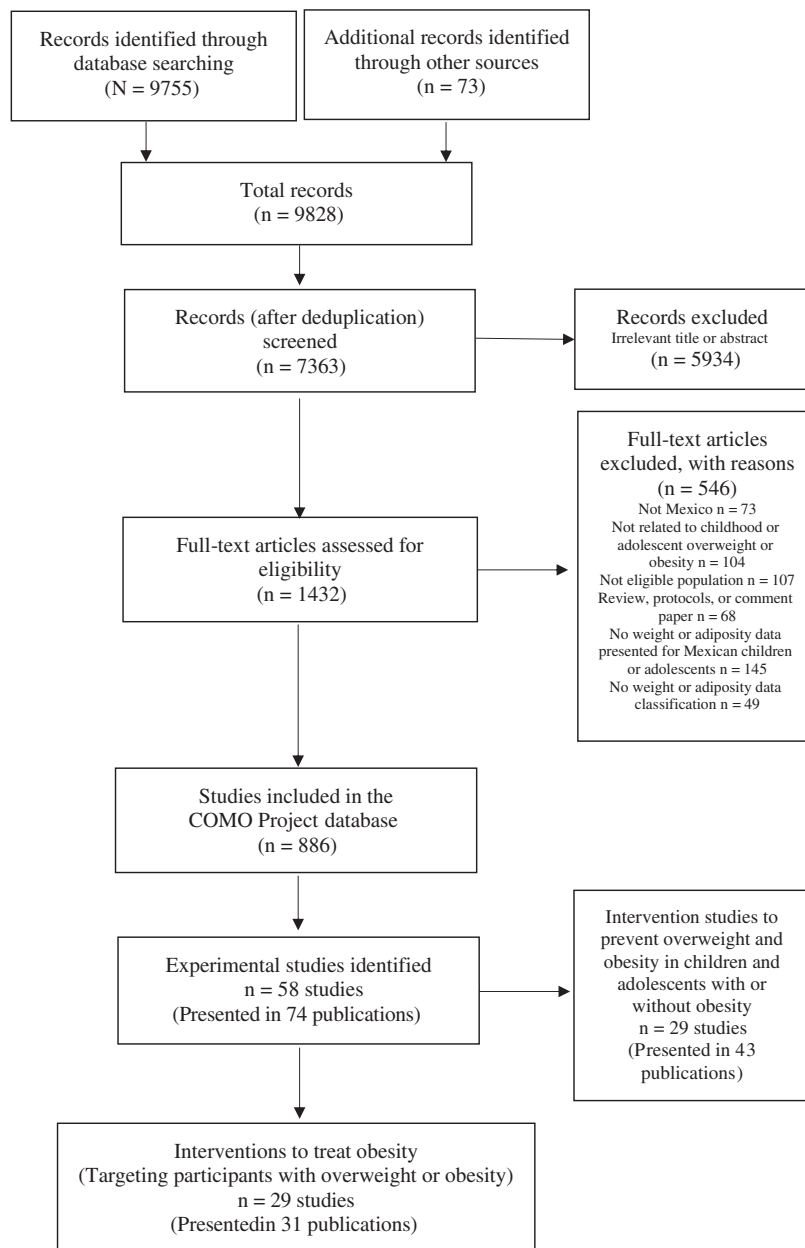 Records identified through
database searching
(N = 9755)
Additional records identified
through other sources
(n = 73)
Total records
(n = 9828)
Records (after deduplication)
screened
(n = 7363)
Records excluded
Irrelevant title or abstract
(n = 5934)
Full-text articles assessed for
eligibility
(n = 1432)
Full-text articles
excluded, with reasons
(n = 546)
Not Mexico n = 73
Not related to childhood or
adolescent overweight or
obesity n = 104
Not eligible population n = 107
Review, protocols, or comment
paper n = 68
No weight or adiposity data
presented for Mexican children
or adolescents n = 145
No weight or adiposity data
classification n = 49
Studies included in the
COMO Project database
(n = 886)
Experimental studies identified
n = 58 studies
(Presented in 74 publications)
Intervention studies to
prevent overweight and
obesity in children and
adolescents with or
without obesity
n = 29 studies
(Presented in 43
publications)
Interventions to treat obesity
(Targeting participants with overweight or obesity)
n = 29 studies
(Presentedin 31 publications)